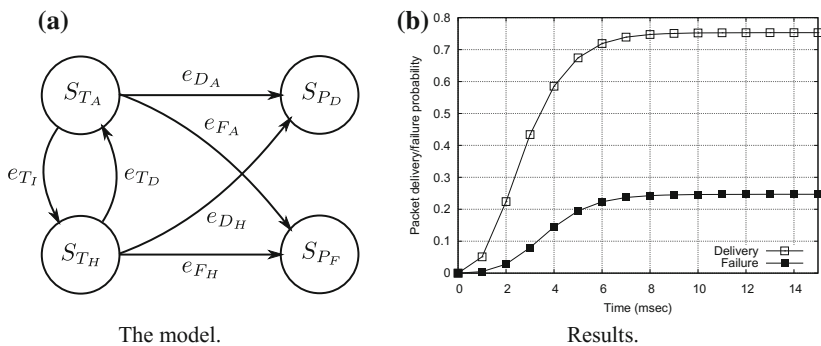 (a)
S_{T_A}
e_{D_A}
S_{P_D}
e_{F_A}
e_{T_I}
e_{T_D}
e_{D_H}
S_{T_H}
e_{F_H}
S_{P_F}
The model.
(b)
Packet delivery/failure probability
0.8
0.7
0.6
0.5
0.4
0.3
0.2
0.1
0
Delivery
Failure
0 2 4 6 8 10 12 14
Time (msec)
Results.